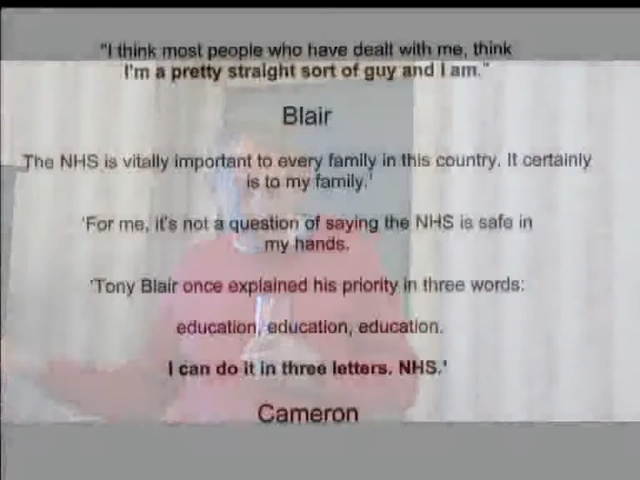 "I think most people who have dealt with me, think
I'm a pretty straight sort of guy and I am."
Blair
The NHS is vitally important to every family in this country. It certainly
is to my family.'
'For me, it's not a question of saying the NHS is safe in
my hands.
'Tony Blair once explained his priority in three words:
education, education, education.
I can do it in three letters. NHS.'
Cameron